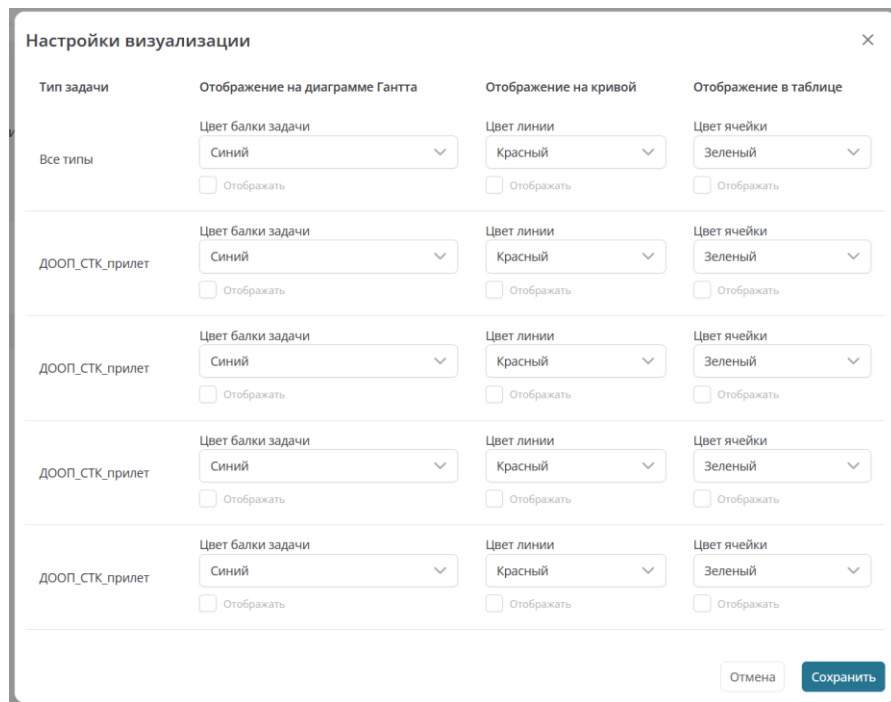 Настройки визуализации
Тип задачи Отображение на диаграмме Гантта Отображение на кривой Отображение в таблице
Цвет балки задачи Цвет линии Цвет ячейки
Все типы Синий Красный Зеленый
Отображать Отображать Отображать
Цвет балки задачи Цвет линии Цвет ячейки
ДООП_СТК_прилет Синий Красный Зеленый
Отображать Отображать Отображать
Цвет балки задачи Цвет линии Цвет ячейки
ДООП_СТК_прилет Синий Красный Зеленый
Отображать Отображать Отображать
Цвет балки задачи Цвет линии Цвет ячейки
ДООП_СТК_прилет Синий Красный Зеленый
Отображать Отображать Отображать
Цвет балки задачи Цвет линии Цвет ячейки
ДООП_СТК_прилет Синий Красный Зеленый
Отображать Отображать Отображать
Отмена Сохранить